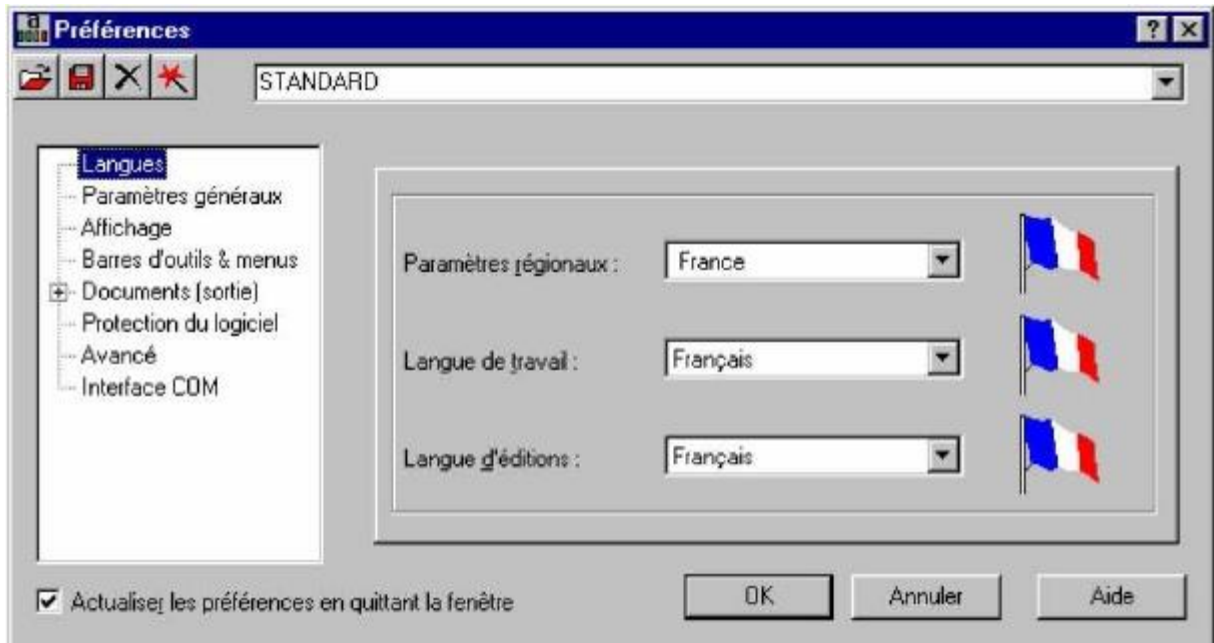 Préférences
STANDARD
Langues
Paramètres généraux
Affichage
Barres d'outils & menus
Documents (sortie)
Protection du logiciel
Avancé
Interface COM
Paramètres régionaux : France
Langue de travail : Français
Langue d'éditions : Français
Actualiser les préférences en quittant la fenêtre
OK Annuler Aide